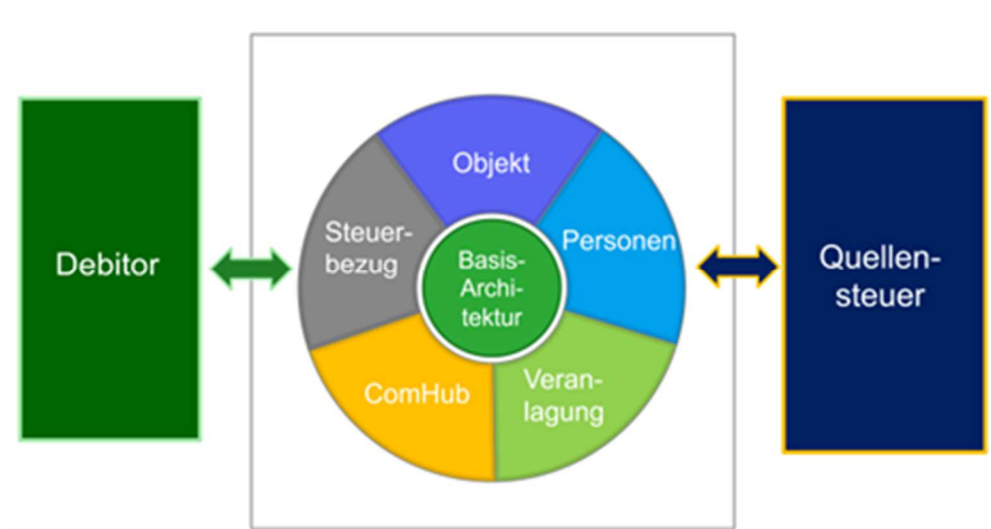 Debitor
Objekt
Steuer-
bezug
Personen
Basis-
Archi-
tektur
ComHub
Veran-
lagung
Quellen-
steuer